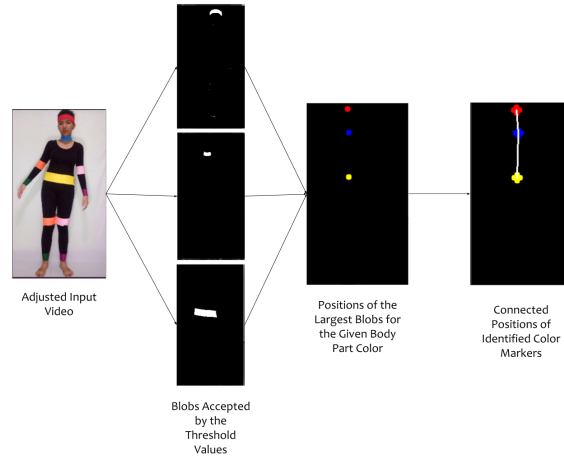 Adjusted Input
Video
Blobs Accepted
by the
Threshold
Values
Positions of the
Largest Blobs for
the Given Body
Part Color
Connected
Positions of
Identified Color
Markers